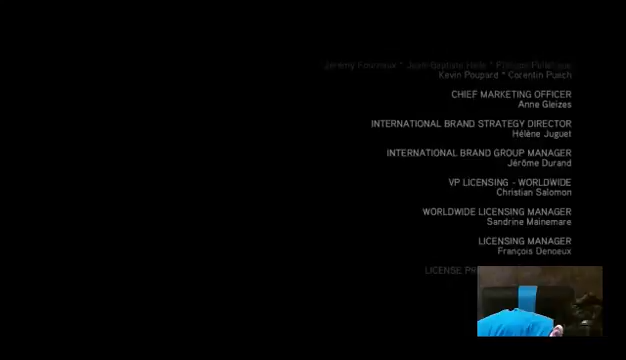 Kevin Poupard * Corentin Puech
CHIEF MARKETING OFFICER
Anne Gleizes
INTERNATIONAL BRAND STRATEGY DIRECTOR
Hélène Juguet
INTERNATIONAL BRAND GROUP MANAGER
Jérôme Durand
VP LICENSING - WORLDWIDE
Christian Salomon
WORLDWIDE LICENSING MANAGER
Sandrine Mainemare
LICENSING MANAGER
François Denoeux
LICENSE